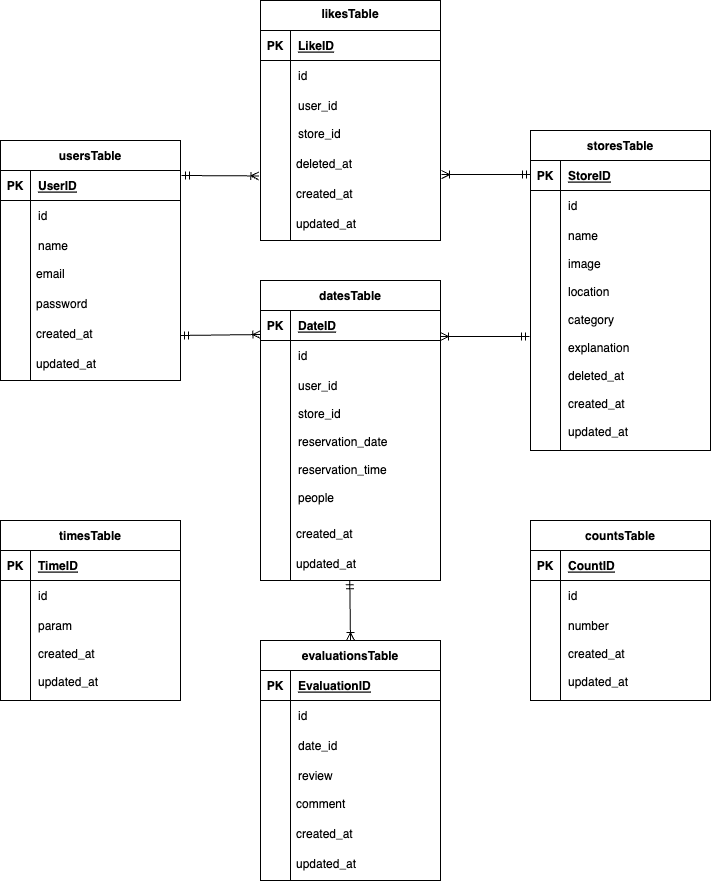 likesTable
PK LikeID
id
user_id
store_id
deleted_at
created_at
updated_at
usersTable
PK UserID
id
name
email
password
created_at
updated_at
storesTable
PK StoreID
id
name
image
location
category
explanation
deleted_at
created_at
updated_at
datesTable
PK DateID
id
user_id
store_id
reservation_date
reservation_time
people
created_at
updated_at
timesTable
PK TimeID
id
param
created_at
updated_at
countsTable
PK CountID
id
number
created_at
updated_at
evaluationsTable
PK EvaluationID
id
date_id
review
comment
created_at
updated_at